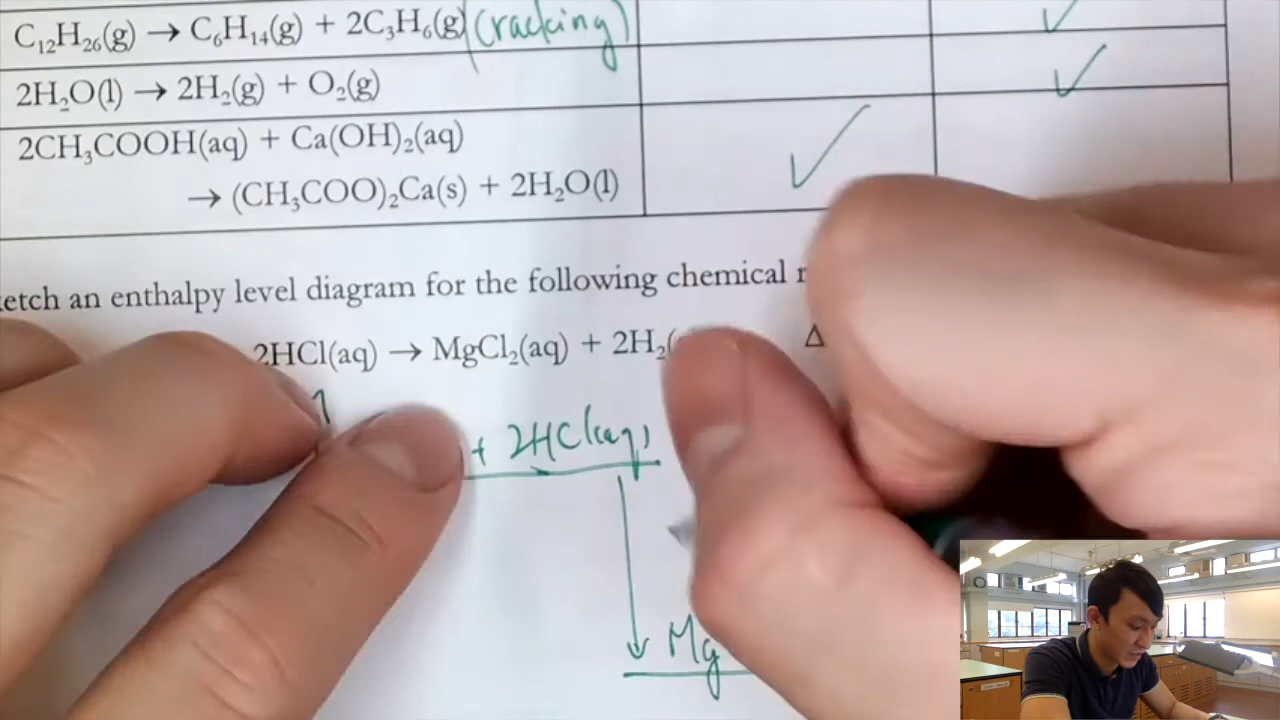 C₁₂H₂₆(g) → C₆H₁₄(g) + 2C₃H₆(g) (cracking)
2H₂O(l) → 2H₂(g) + O₂(g)
2CH₃COOH(aq) + Ca(OH)₂(aq)
→ (CH₃COO)₂Ca(s) + 2H₂O(l)
etch an enthalpy level diagram for the following chemical r
2HCl(aq) → MgCl₂(aq) + 2H₂( Δ
+ 2HCl(aq)
Mg